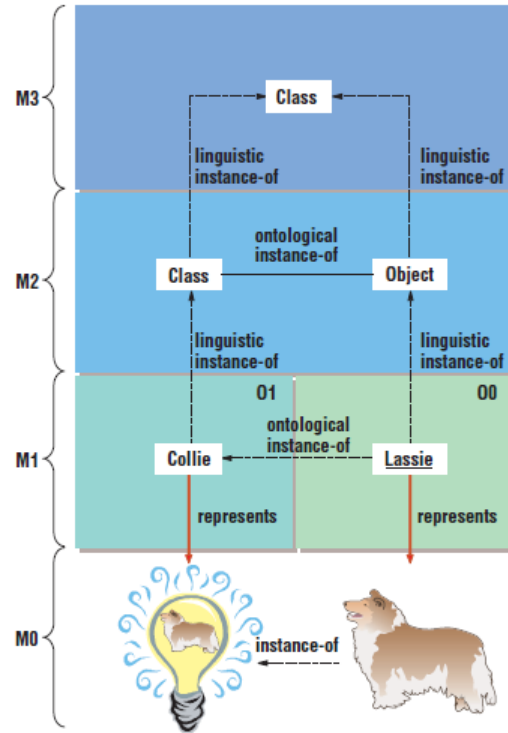 M3
Class
linguistic
instance-of
linguistic
instance-of
M2
ontological
instance-of
Class
Object
linguistic
instance-of
linguistic
instance-of
M1
O1
O0
ontological
instance-of
Collie
Lassie
represents
represents
M0
instance-of